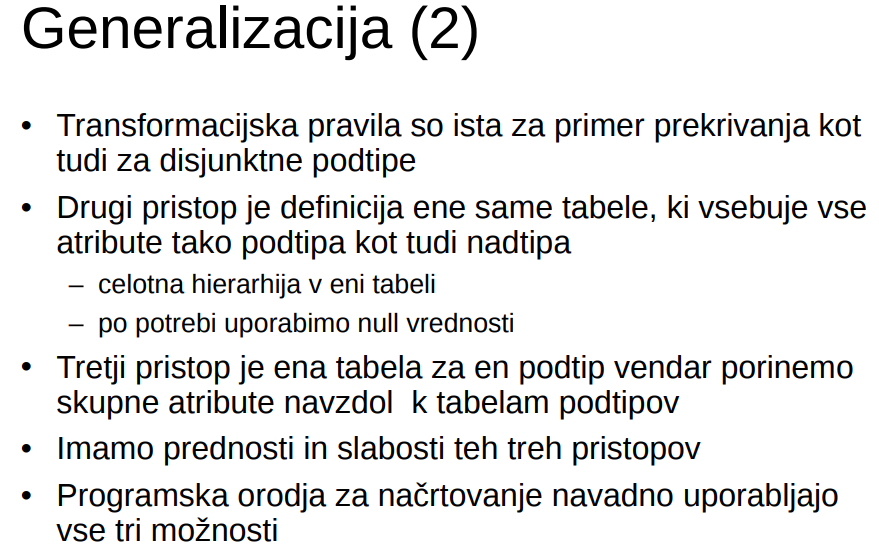 Generalizacija (2)
• Transformacijska pravila so ista za primer prekrivanja kot
tudi za disjunktne podtipe
• Drugi pristop je definicija ene same tabele, ki vsebuje vse
atribute tako podtipa kot tudi nadtipa
– celotna hierarhija v eni tabeli
– po potrebi uporabimo null vrednosti
• Tretji pristop je ena tabela za en podtip vendar porinemo
skupne atribute navzdol  k tabelam podtipov
• Imamo prednosti in slabosti teh treh pristopov
• Programska orodja za načrtovanje navadno uporabljajo
vse tri možnosti